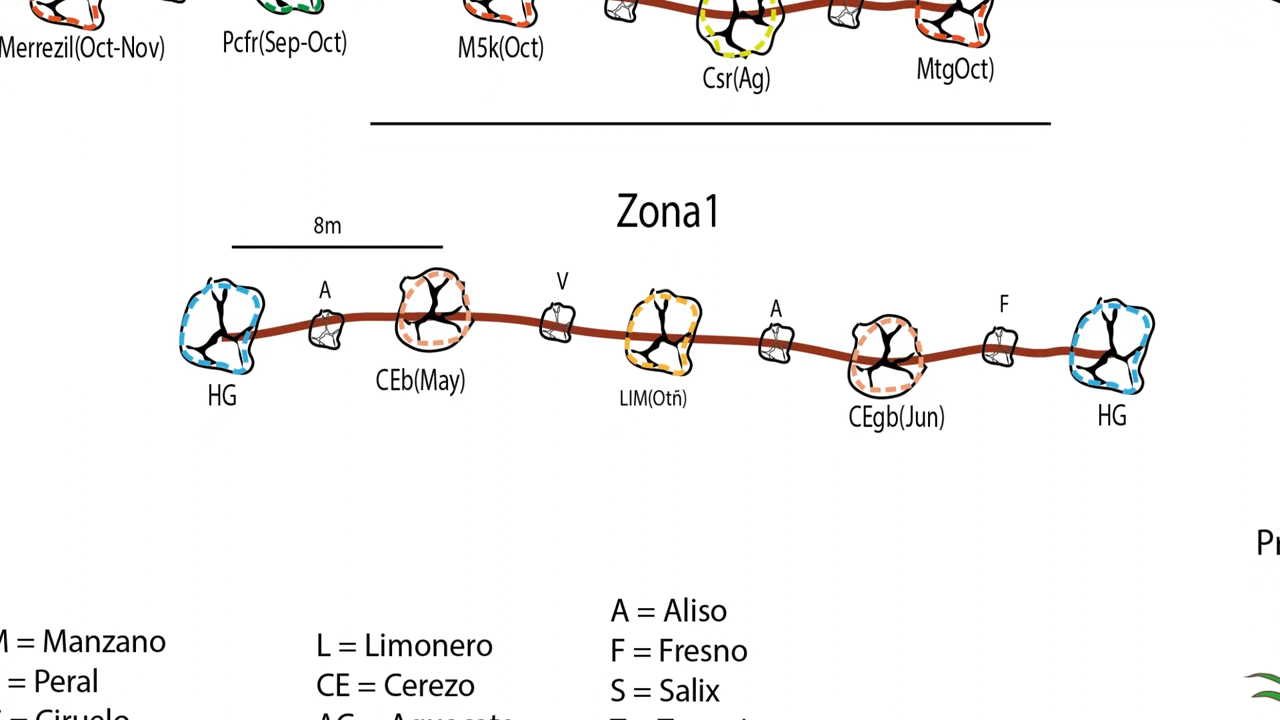 Merrezil(Oct-Nov)
Pcfr(Sep-Oct)
M5k(Oct)
Csr(Ag)
MtgOct)
Zona1
8m
A
V
A
F
HG
CEb(May)
LIM(Otñ)
CEgb(Jun)
HG
M = Manzano
= Peral
L = Limonero
CE = Cerezo
A = Aliso
F = Fresno
S = Salix